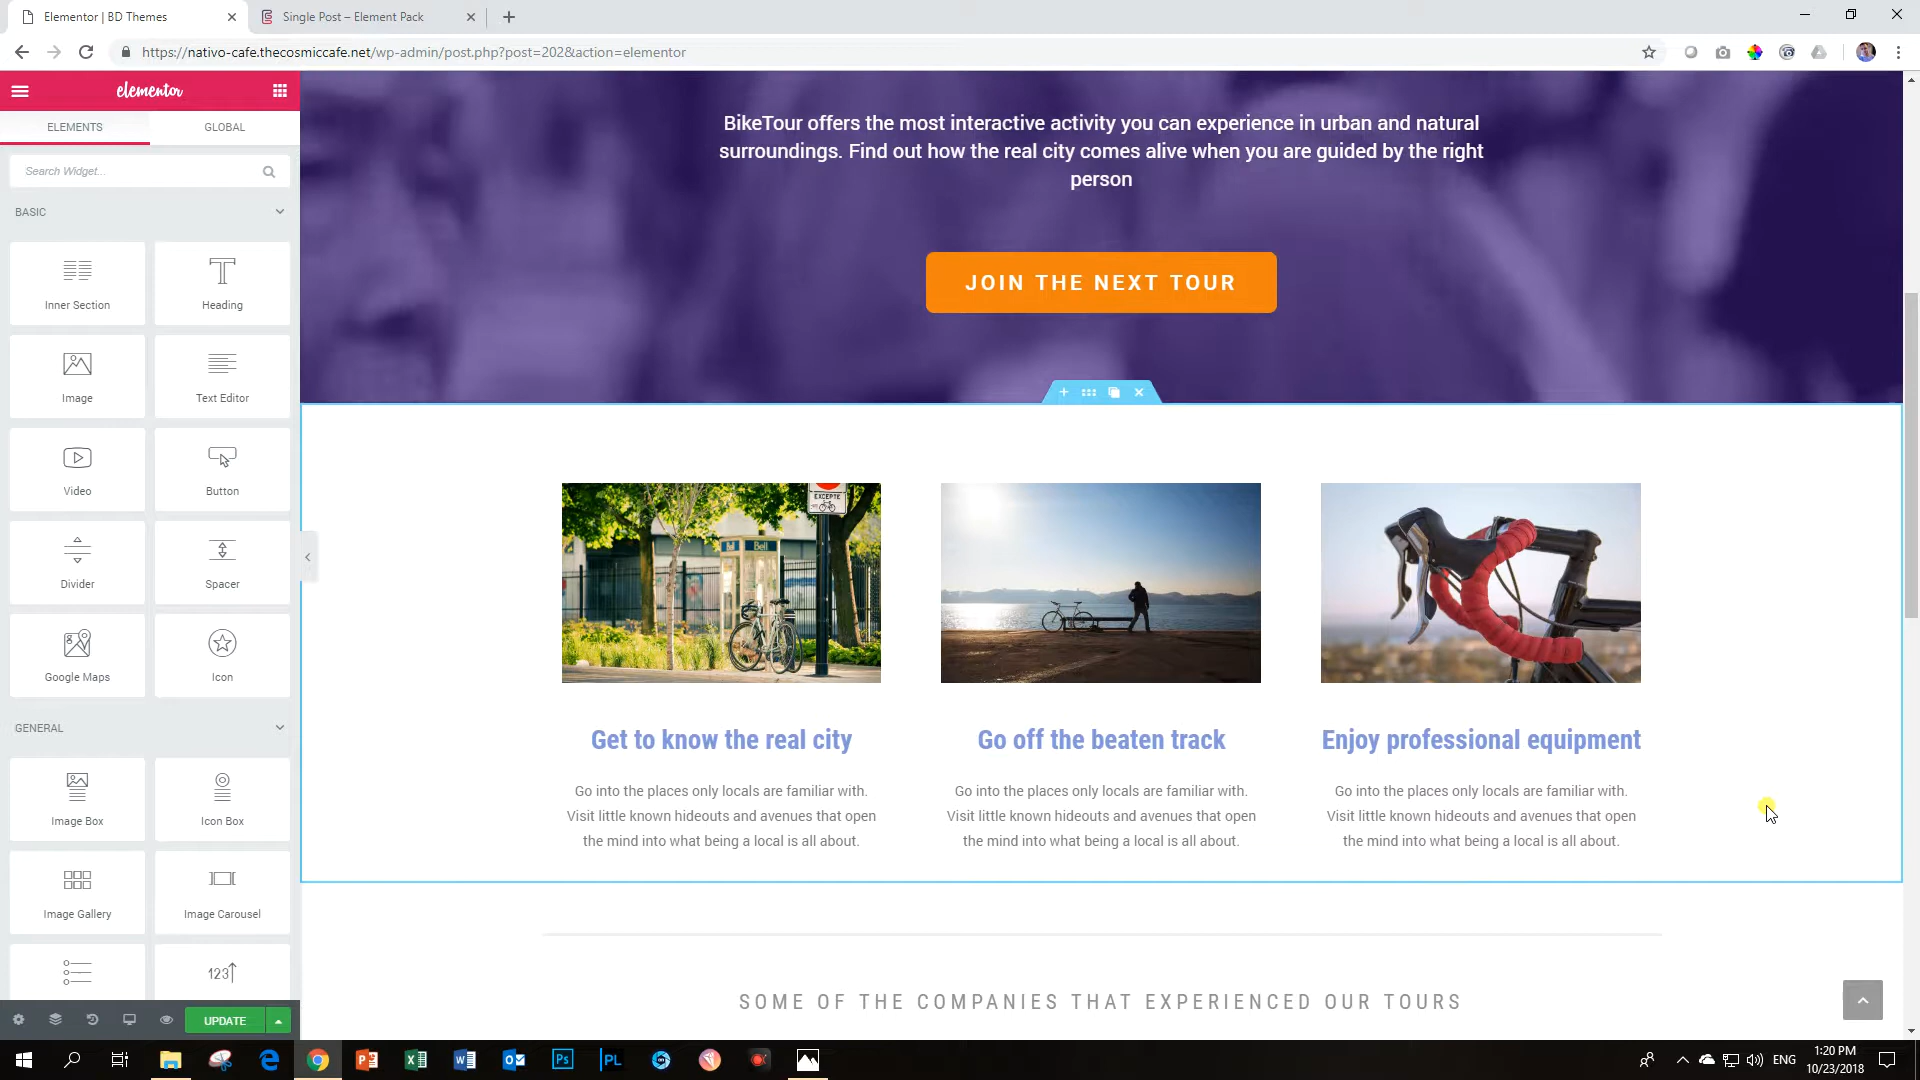 Elementor | BD Themes
Single Post – Element Pack
https://nativo-cafe.thecosmiccafe.net/wp-admin/post.php?post=202&action=elementor
elementor
ELEMENTS
GLOBAL
Search Widget...
BASIC
Inner Section
Heading
Image
Text Editor
Video
Button
Divider
Spacer
Google Maps
Icon
GENERAL
Image Box
Icon Box
Image Gallery
Image Carousel
123
UPDATE
BikeTour offers the most interactive activity you can experience in urban and natural
surroundings. Find out how the real city comes alive when you are guided by the right
person
JOIN THE NEXT TOUR
EXCEPTE
Bell
Get to know the real city
Go into the places only locals are familiar with.
Visit little known hideouts and avenues that open
the mind into what being a local is all about.
Go off the beaten track
Go into the places only locals are familiar with.
Visit little known hideouts and avenues that open
the mind into what being a local is all about.
Enjoy professional equipment
Go into the places only locals are familiar with.
Visit little known hideouts and avenues that open
the mind into what being a local is all about.
SOME OF THE COMPANIES THAT EXPERIENCED OUR TOURS
Ps
PL
ENG
1:20 PM
10/23/2018